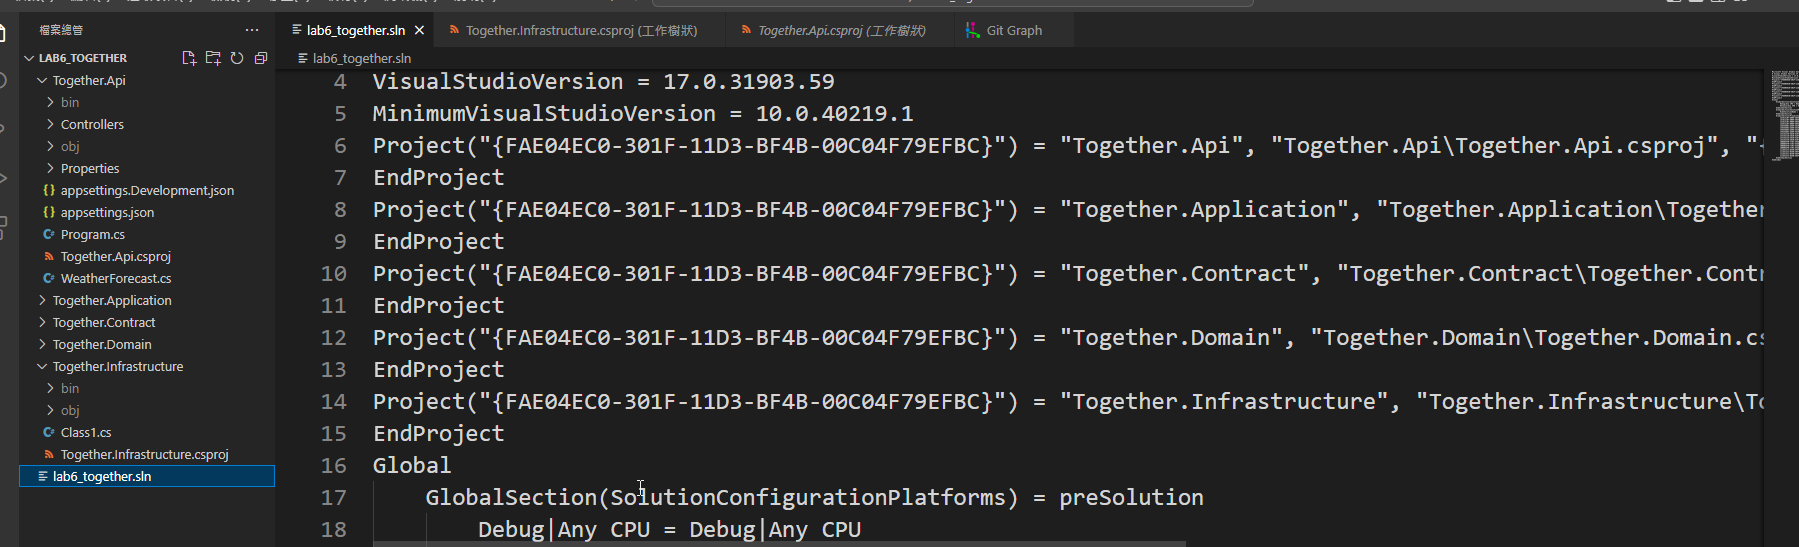 檔案總管
LAB6_TOGETHER
Together.Api
bin
Controllers
obj
Properties
appsettings.Development.json
appsettings.json
Program.cs
Together.Api.csproj
WeatherForecast.cs
Together.Application
Together.Contract
Together.Domain
Together.Infrastructure
bin
obj
Class1.cs
Together.Infrastructure.csproj
lab6_together.sln
lab6_together.sln
Together.Infrastructure.csproj (工作樹狀)
Together.Api.csproj (工作樹狀)
Git Graph
lab6_together.sln
4 VisualStudioVersion = 17.0.31903.59
5 MinimumVisualStudioVersion = 10.0.40219.1
6 Project("{FAE04EC0-301F-11D3-BF4B-00C04F79EFBC}") = "Together.Api", "Together.Api\Together.Api.csproj", "{
7 EndProject
8 Project("{FAE04EC0-301F-11D3-BF4B-00C04F79EFBC}") = "Together.Application", "Together.Application\Together
9 EndProject
10 Project("{FAE04EC0-301F-11D3-BF4B-00C04F79EFBC}") = "Together.Contract", "Together.Contract\Together.Contr
11 EndProject
12 Project("{FAE04EC0-301F-11D3-BF4B-00C04F79EFBC}") = "Together.Domain", "Together.Domain\Together.Domain.cs
13 EndProject
14 Project("{FAE04EC0-301F-11D3-BF4B-00C04F79EFBC}") = "Together.Infrastructure", "Together.Infrastructure\To
15 EndProject
16 Global
17 GlobalSection(SolutionConfigurationPlatforms) = preSolution
18 Debug|Any CPU = Debug|Any CPU